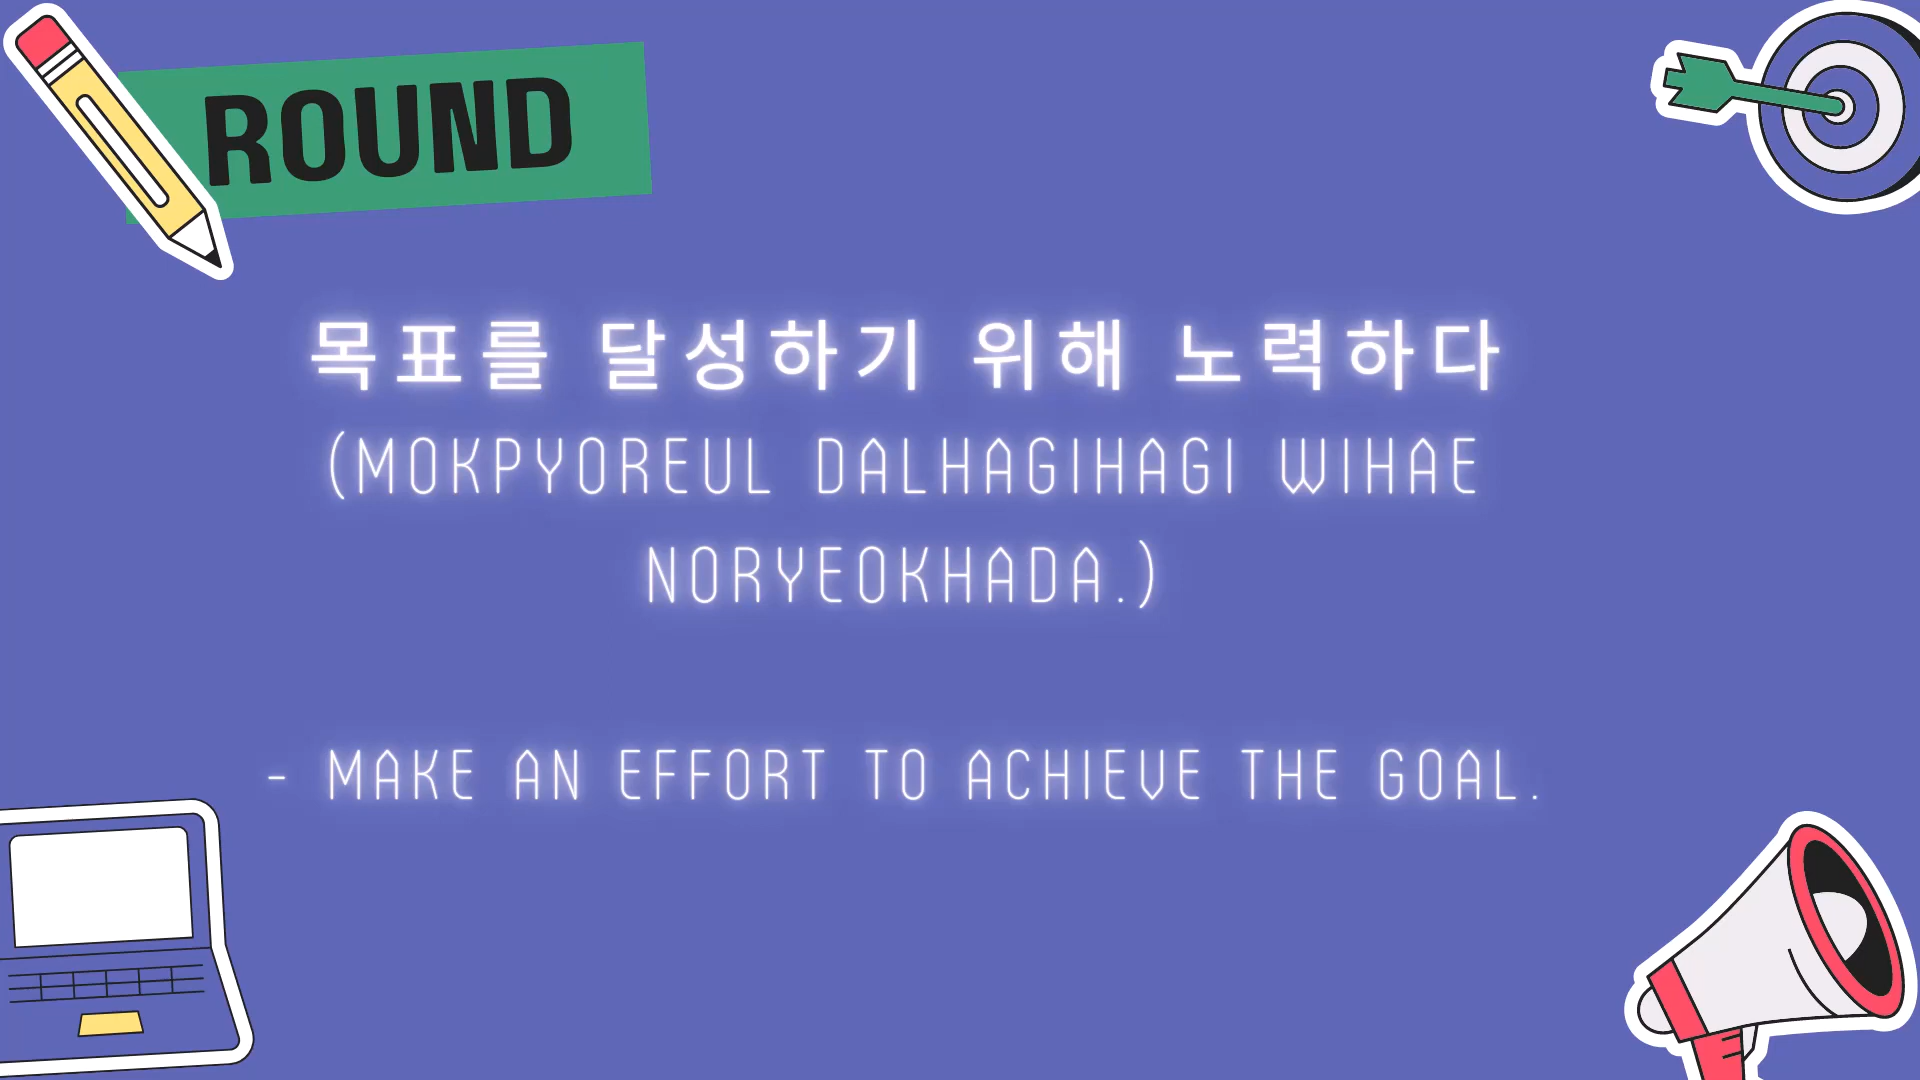 ROUND
목표를 달성하기 위해 노력하다
(MOKPYOREUL DALHAGIHAGI WIHAE
NORYEOKHADA.)
- MAKE AN EFFORT TO ACHIEVE THE GOAL.